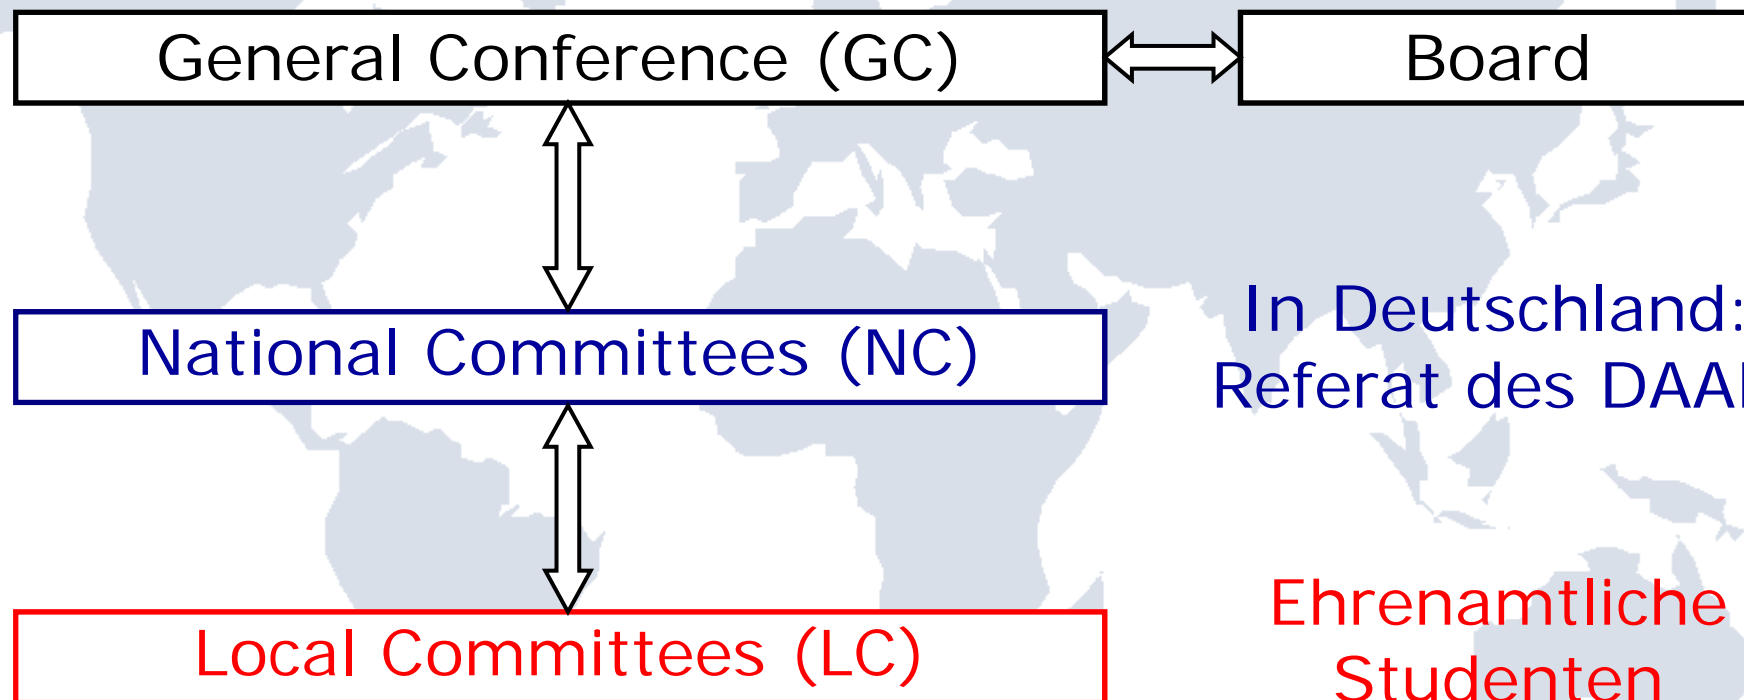 General Conference (GC)
Board
National Committees (NC)
In Deutschland:
Referat des
Local Committees (LC)
Ehrenamtliche
Studenten